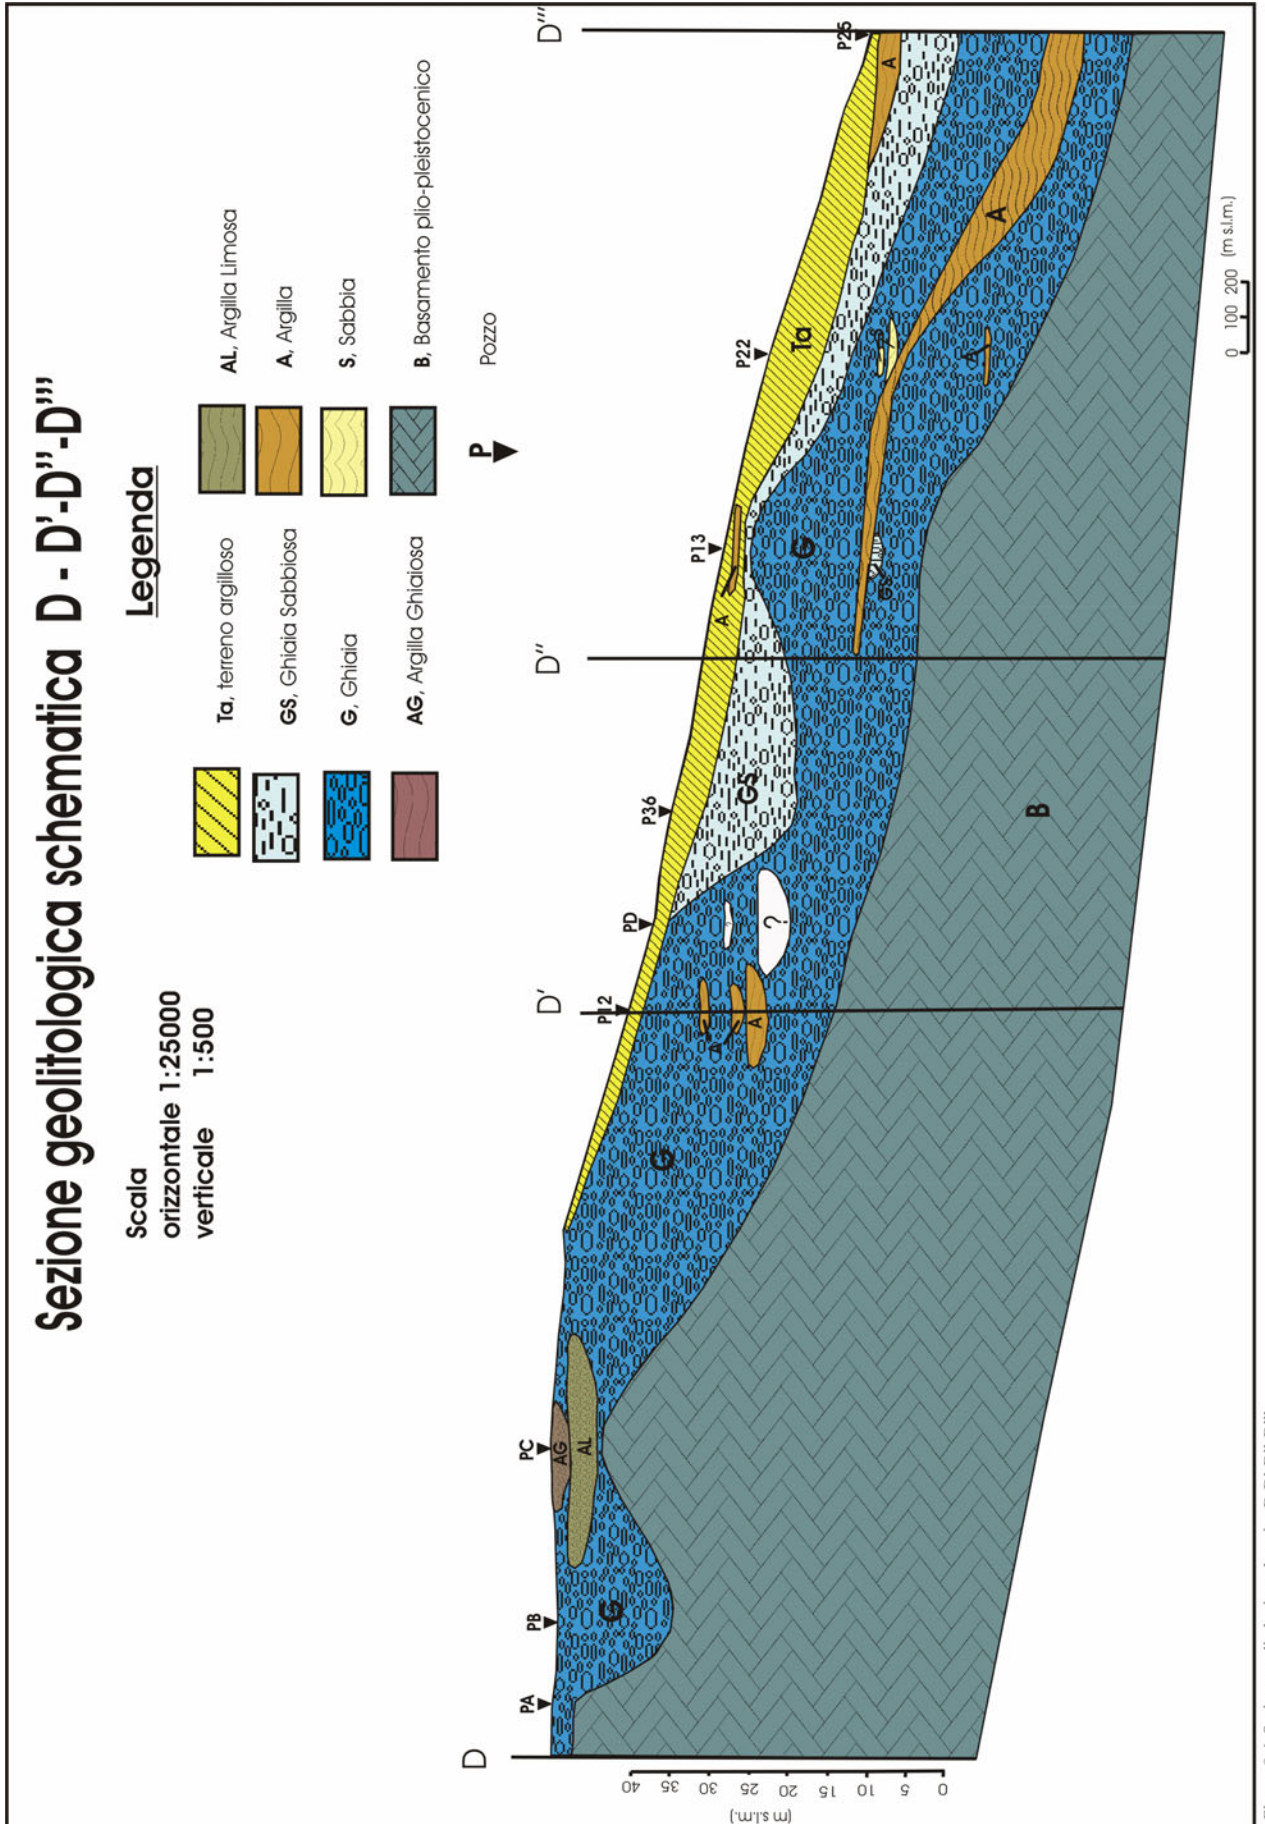 Sezione geolitologica schematica D - D'-D''-D'''
Scala
orizzontale 1:25000
verticale 1:500
Legenda
Ta, terreno argilloso
GS, Ghiaia Sabbiosa
G, Ghiaia
AG, Argilla Ghiaiosa
AL, Argilla Limosa
A, Argilla
S, Sabbia
B, Basamento plio-pleistocenico
P
Pozzo
D
D'
D''
D'''
PA
PB
PC
P12
PD
P36
P13
P22
P25
AG
AL
G
G
A
A
?
GS
A
G
GS
Ta
S
?
A
A
A
B
(m s.l.m.)
40
35
30
25
20
15
10
5
0
0 100 200 (m s.l.m.)